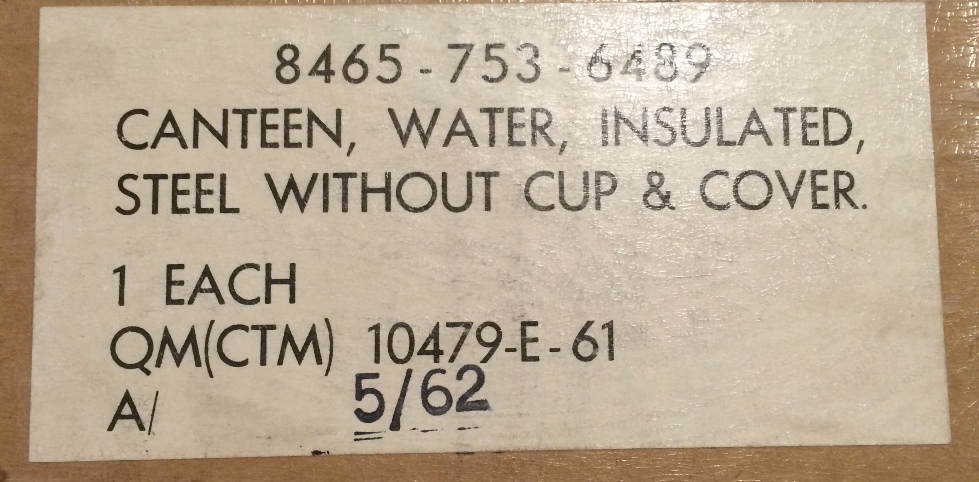 8465-753-6489
CANTEEN, WATER, INSULATED,
STEEL WITHOUT CUP & COVER.
1 EACH
QM(CTM) 10479-E-61
A/ 5/62